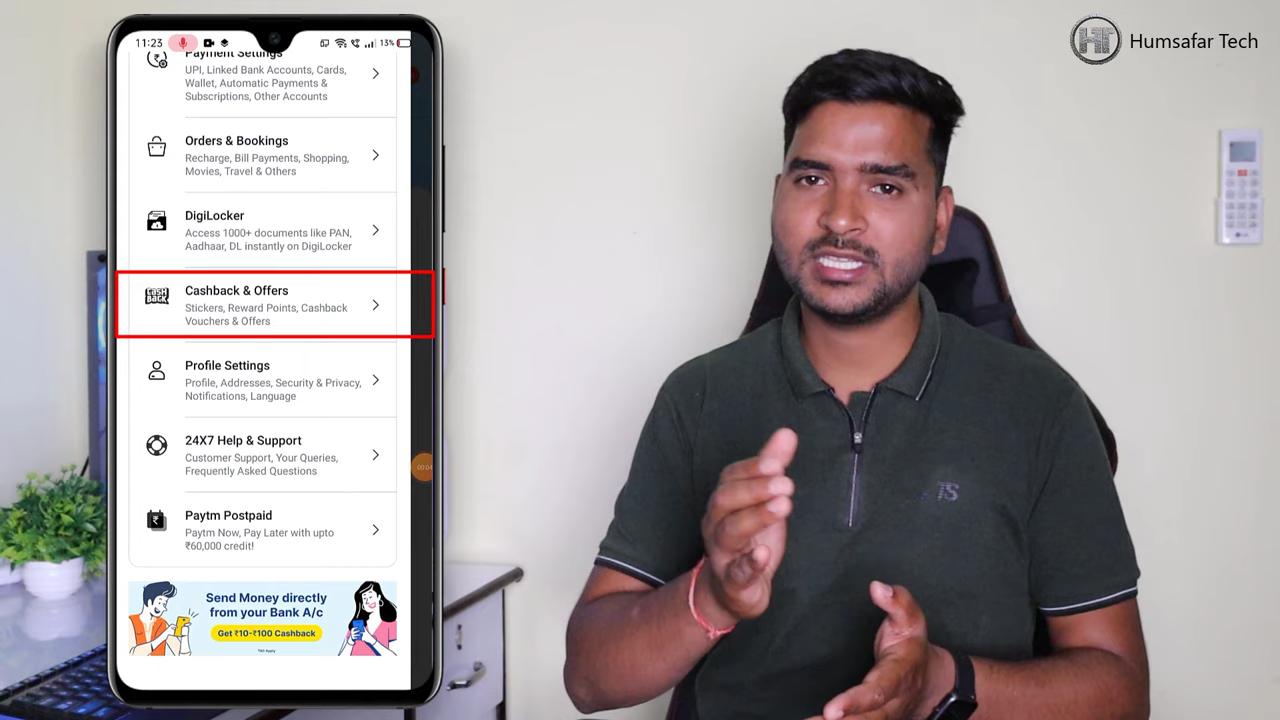 11:23
13%
Payment Settings
UPI, Linked Bank Accounts, Cards,
Wallet, Automatic Payments &
Subscriptions, Other Accounts
Orders & Bookings
Recharge, Bill Payments, Shopping,
Movies, Travel & Others
DigiLocker
Access 1000+ documents like PAN,
Aadhaar, DL instantly on DigiLocker
CASH
BACK
Cashback & Offers
Stickers, Reward Points, Cashback
Vouchers & Offers
Profile Settings
Profile, Addresses, Security & Privacy,
Notifications, Language
24X7 Help & Support
Customer Support, Your Queries,
Frequently Asked Questions
00:04
Paytm Postpaid
Paytm Now, Pay Later with upto
₹60,000 credit!
Send Money directly
from your Bank A/c
Get ₹10-₹100 Cashback
T&C Apply
HT
Humsafar Tech
LG